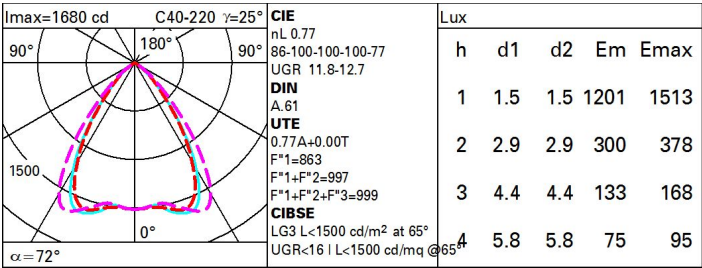 Imax=1680 cd C40-220 γ=25°
90° 180° 90°
1500
0°
α=72°
CIE
nL 0.77
86-100-100-100-77
UGR 11.8-12.7
DIN
A.61
UTE
0.77A+0.00T
F"1=863
F"1+F"2=997
F"1+F"2+F"3=999
CIBSE
LG3 L<1500 cd/m² at 65°
UGR<16 | L<1500 cd/mq @65°
Lux
h d1 d2 Em Emax
1 1.5 1.5 1201 1513
2 2.9 2.9 300 378
3 4.4 4.4 133 168
4 5.8 5.8 75 95